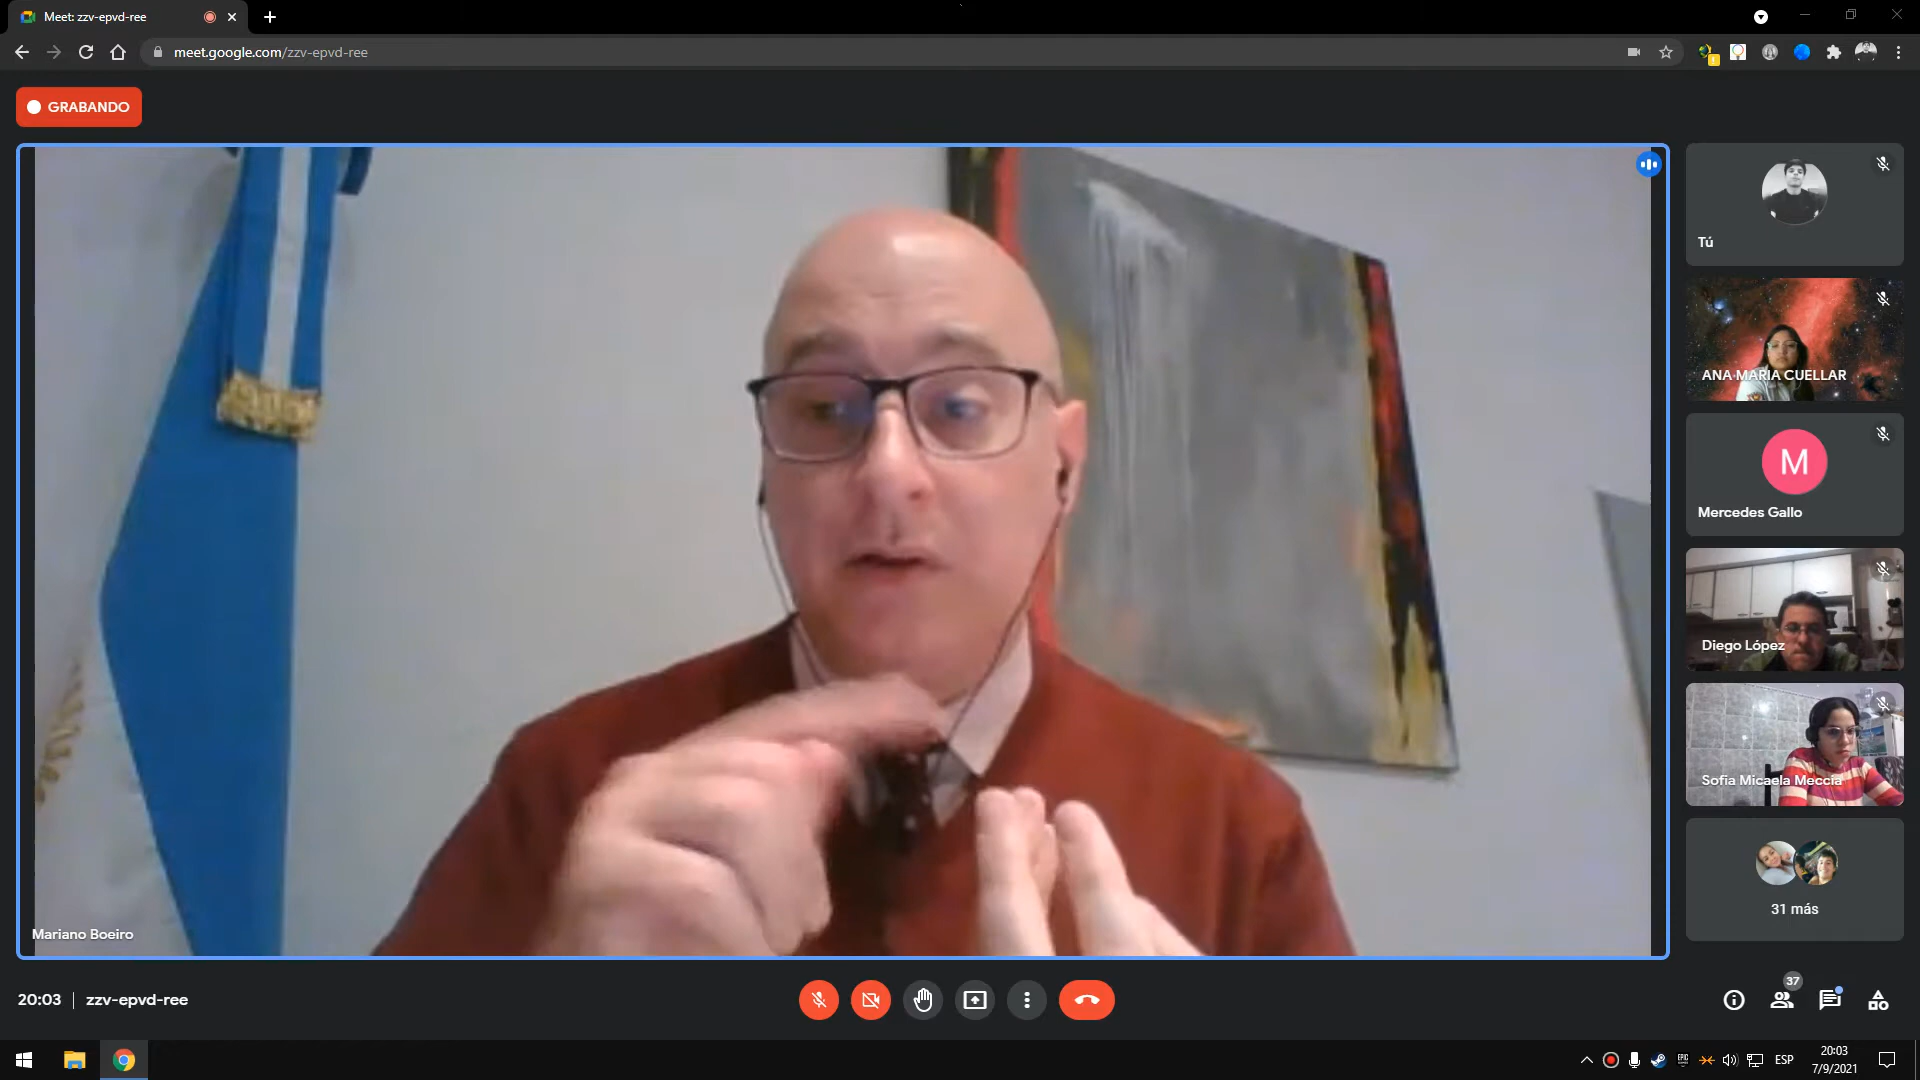 Meet: zzv-epvd-ree
meet.google.com/zzv-epvd-ree
GRABANDO
Tú
ANA MARIA CUELLAR
M
Mercedes Gallo
Diego López
Sofia Micaela Meccia
31 más
Mariano Boeiro
20:03 | zzv-epvd-ree
37
ESP
20:03
7/9/2021